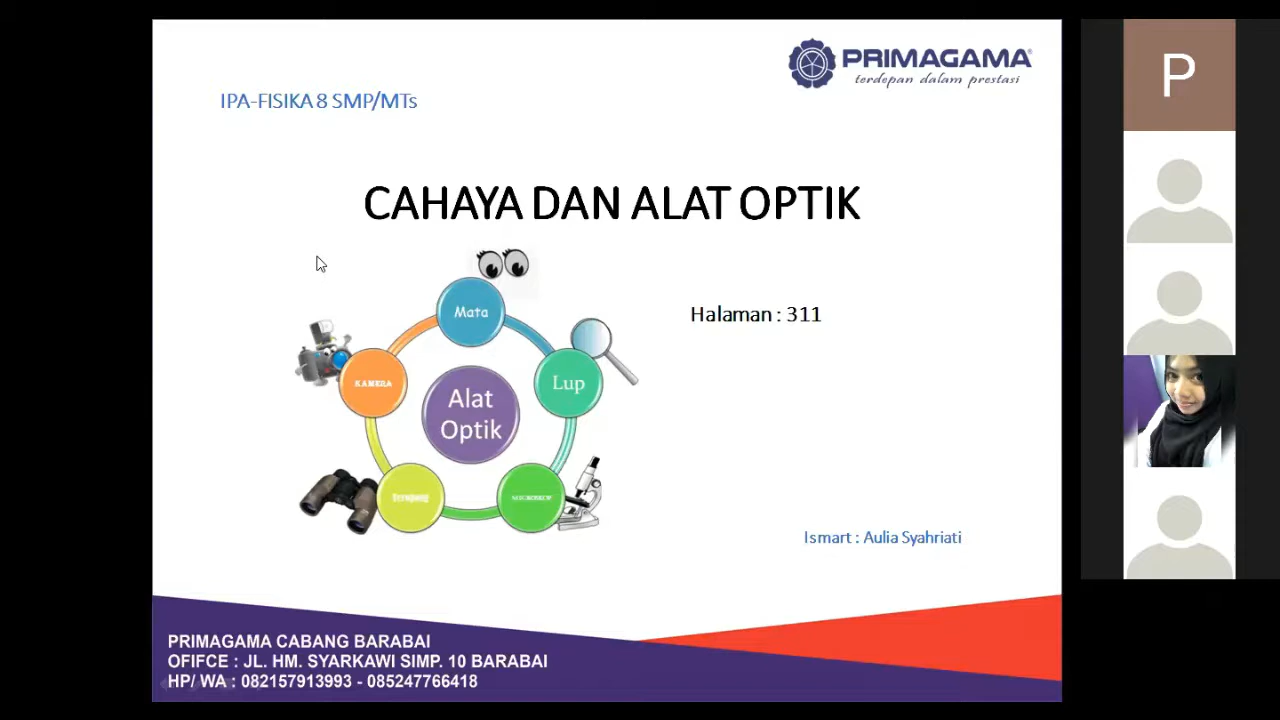 PRIMAGAMA
terdepan dalam prestasi
IPA-FISIKA 8 SMP/MTs
CAHAYA DAN ALAT OPTIK
Mata
Halaman : 311
KAMERA
Lup
Alat
Optik
Teropong
Ismart : Aulia Syahriati
PRIMAGAMA CABANG BARABAI
OFIFCE : JL. HM. SYARKAWI SIMP. 10 BARABAI
HP/ WA : 082157913993 - 085247766418
P